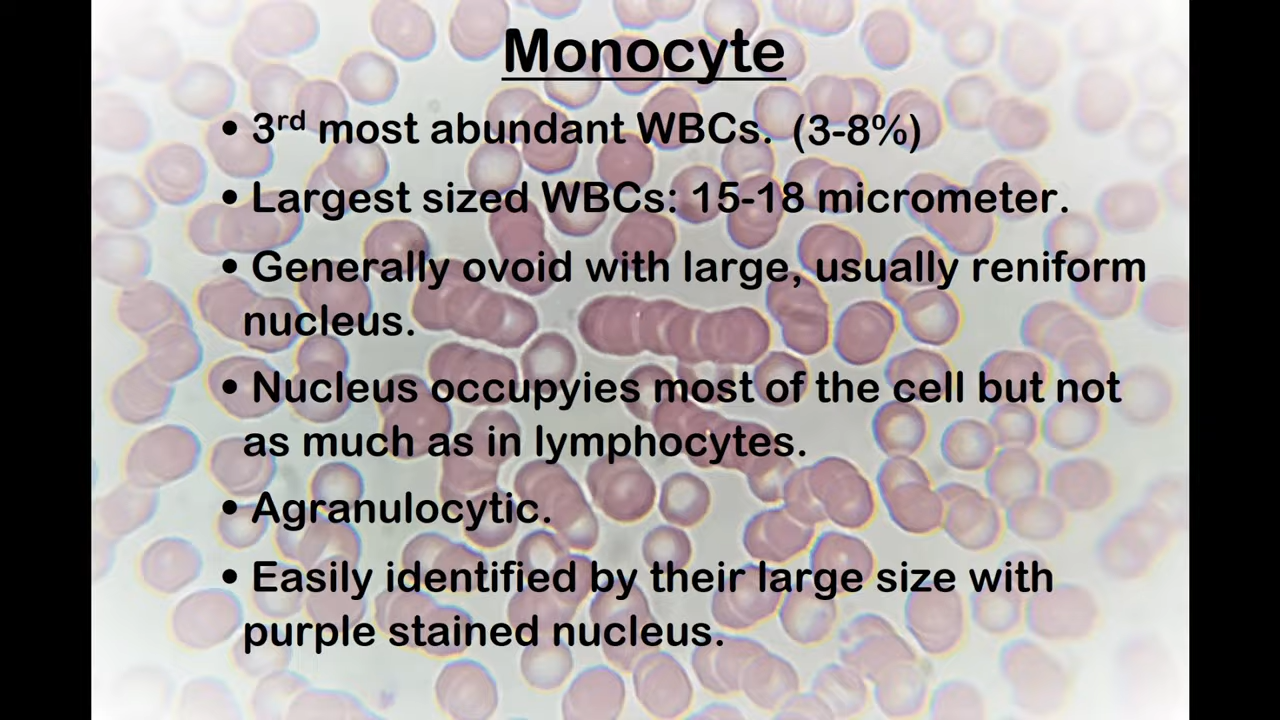 Monocyte
• 3rd most abundant WBCs. (3-8%)
• Largest sized WBCs: 15-18 micrometer.
• Generally ovoid with large, usually reniform
nucleus.
• Nucleus occupyies most of the cell but not
as much as in lymphocytes.
• Agranulocytic.
• Easily identified by their large size with
purple stained nucleus.